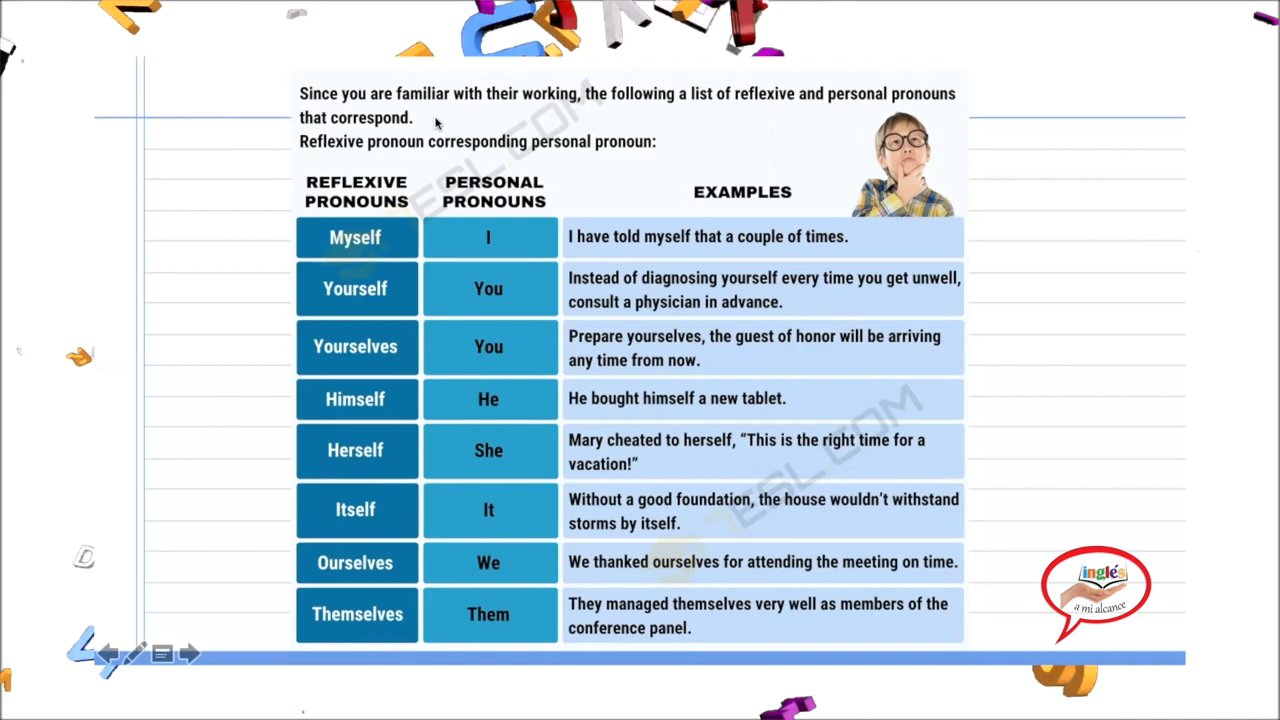 Since you are familiar with their working, the following a list of reflexive and personal pronouns
that correspond.
Reflexive pronoun corresponding personal pronoun:
REFLEXIVE PRONOUNS
PERSONAL PRONOUNS
EXAMPLES
Myself
I
I have told myself that a couple of times.
Yourself
You
Instead of diagnosing yourself every time you get unwell,
consult a physician in advance.
Yourselves
You
Prepare yourselves, the guest of honor will be arriving
any time from now.
Himself
He
He bought himself a new tablet.
Herself
She
Mary cheated to herself, “This is the right time for a
vacation!”
Itself
It
Without a good foundation, the house wouldn’t withstand
storms by itself.
Ourselves
We
We thanked ourselves for attending the meeting on time.
Themselves
Them
They managed themselves very well as members of the
conference panel.
inglés
a mi alcance
7ESL.COM
7ESL.COM
D